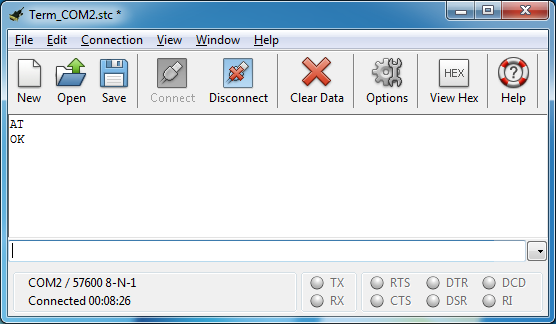 Term_COM2.stc *
File Edit Connection View Window Help
HEX
New Open Save Connect Disconnect Clear Data Options View Hex Help
AT
OK
COM2 / 57600 8-N-1
Connected 00:08:26
TX RTS DTR DCD
RX CTS DSR RI